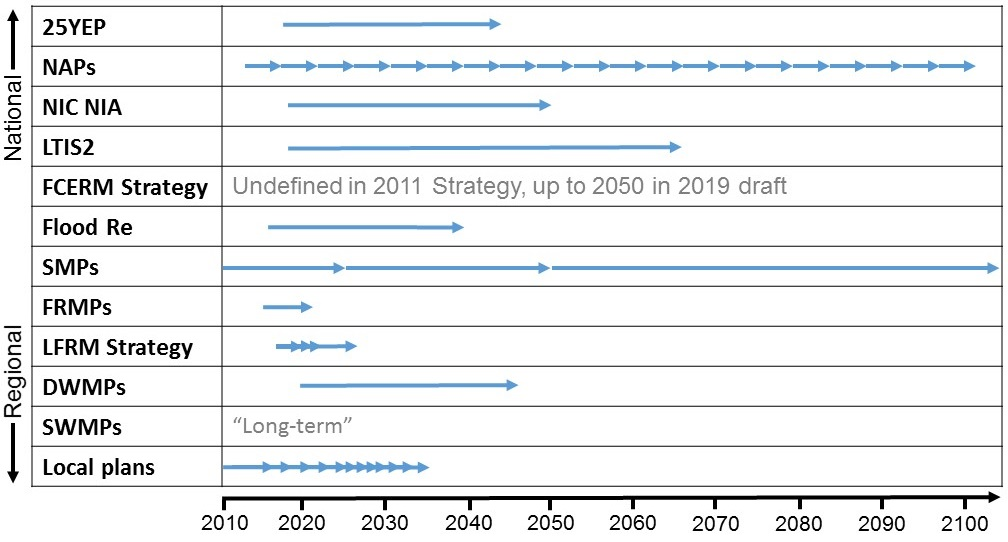 National
Regional
25YEP
NAPs
NIC NIA
LTIS2
FCERM Strategy
Undefined in 2011 Strategy, up to 2050 in 2019 draft
Flood Re
SMPs
FRMPs
LFRM Strategy
DWMPs
SWMPs
“Long-term”
Local plans
2010 2020 2030 2040 2050 2060 2070 2080 2090 2100